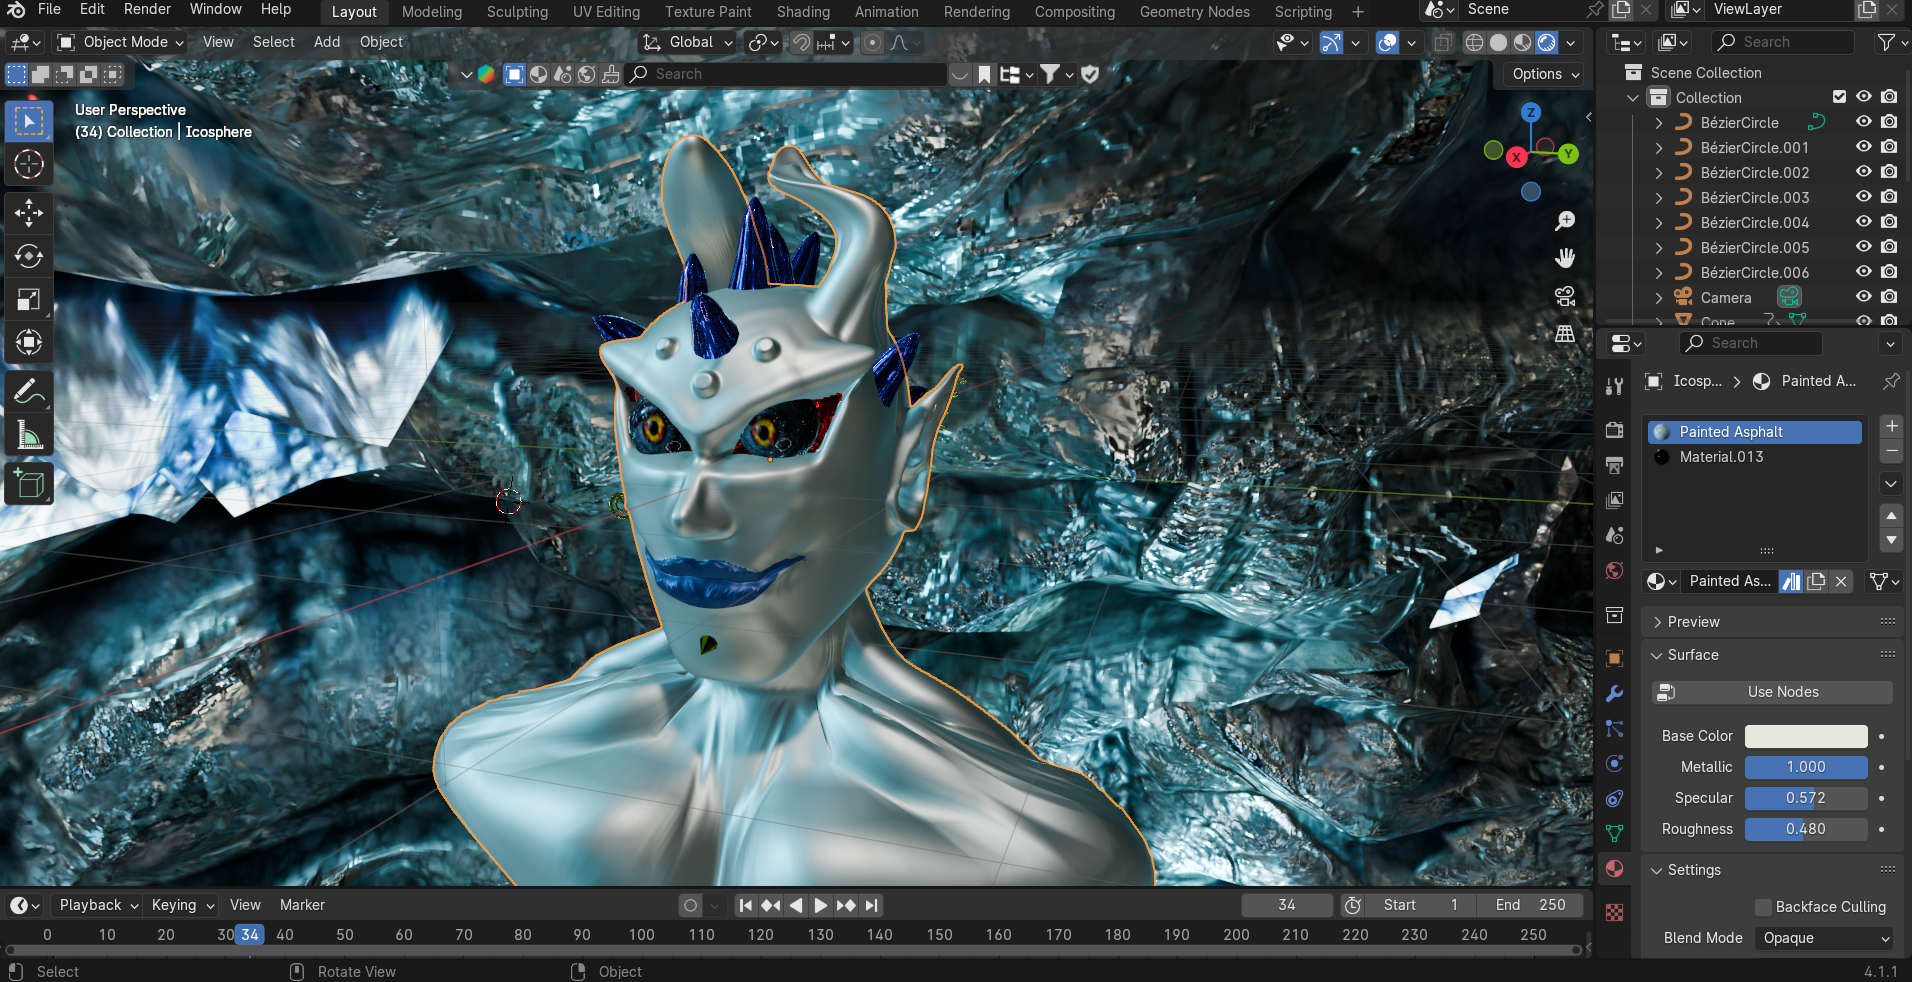 File Edit Render Window Help Layout Modeling Sculpting UV Editing Texture Paint Shading Animation Rendering Compositing Geometry Nodes Scripting + Scene ViewLayer
Object Mode View Select Add Object Global Search
Search Options
User Perspective
(34) Collection | Icosphere
Z
X
Y
Scene Collection
Collection
BézierCircle
BézierCircle.001
BézierCircle.002
BézierCircle.003
BézierCircle.004
BézierCircle.005
BézierCircle.006
Camera
Cone
Search
Icosp... Painted A...
Painted Asphalt
Material.013
Painted As...
Preview
Surface
Use Nodes
Base Color
Metallic 1.000
Specular 0.572
Roughness 0.480
Settings
Backface Culling
Blend Mode Opaque
Playback Keying View Marker 34 Start 1 End 250
0 10 20 30 34 40 50 60 70 80 90 100 110 120 130 140 150 160 170 180 190 200 210 220 230 240 250
Select Rotate View Object 4.1.1